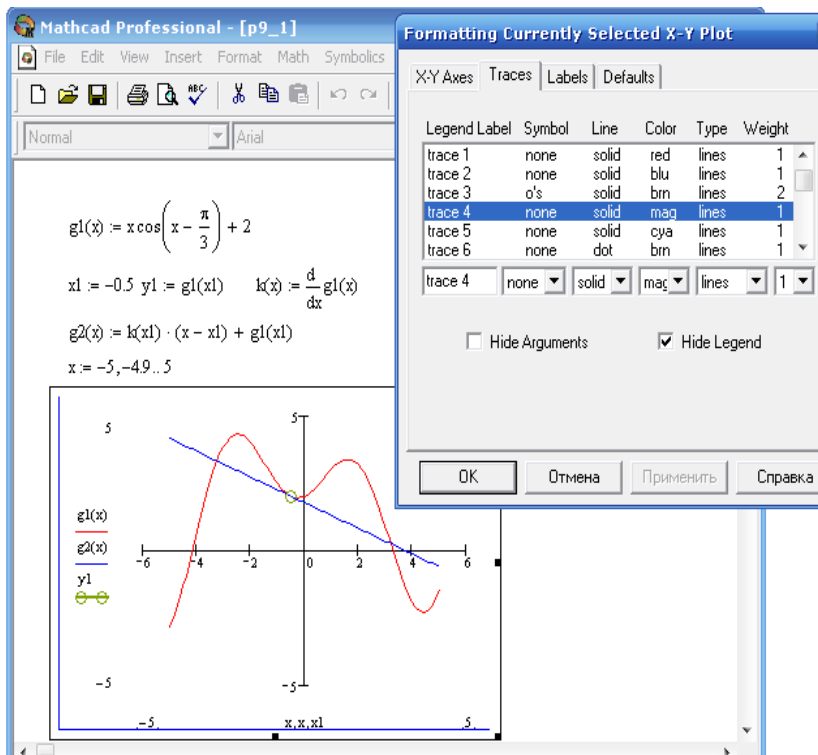 Mathcad Professional - [p9_1]
File Edit View Insert Format Math Symbolics
Normal Arial
g1(x) := x cos(x − π/3) + 2
x1 := −0.5 y1 := g1(x1) k(x) := d/dx g1(x)
g2(x) := k(x1) · (x − x1) + g1(x1)
x := −5, −4.9 .. 5
5
5
g1(x)
g2(x)
y1
−6 −4 −2 0 2 4 6
−5
−5
−5 x,x,x1 5
Formatting Currently Selected X-Y Plot
X-Y Axes Traces Labels Defaults
Legend Label Symbol Line Color Type Weight
trace 1 none solid red lines 1
trace 2 none solid blu lines 1
trace 3 o's solid brn lines 2
trace 4 none solid mag lines 1
trace 5 none solid cya lines 1
trace 6 none dot brn lines 1
trace 4 none solid mag lines 1
Hide Arguments Hide Legend
OK Отмена Применить Справка